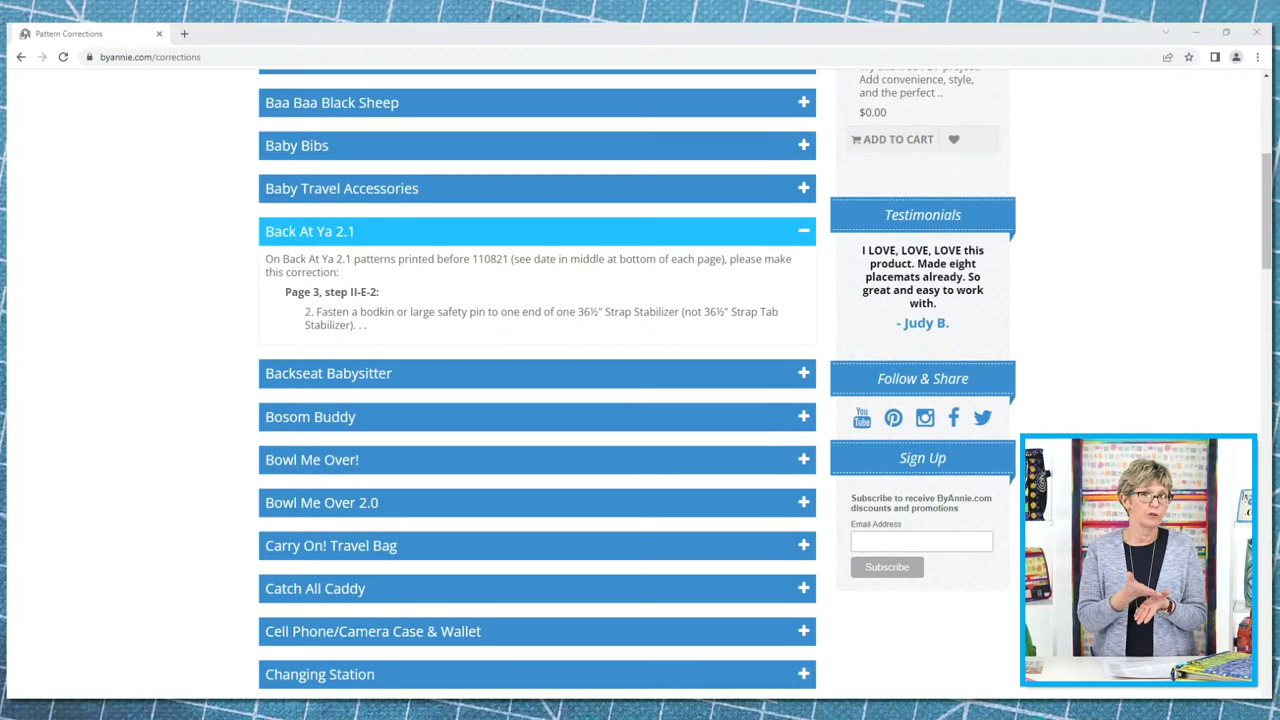 Pattern Corrections
byannie.com/corrections
Baa Baa Black Sheep
Baby Bibs
Baby Travel Accessories
Back At Ya 2.1
On Back At Ya 2.1 patterns printed before 110821 (see date in middle at bottom of each page), please make
this correction:
Page 3, step II-E-2:
2. Fasten a bodkin or large safety pin to one end of one 36½" Strap Stabilizer (not 36½" Strap Tab
Stabilizer). . .
Backseat Babysitter
Bosom Buddy
Bowl Me Over!
Bowl Me Over 2.0
Carry On! Travel Bag
Catch All Caddy
Cell Phone/Camera Case & Wallet
Changing Station
Add convenience, style,
and the perfect ..
$0.00
ADD TO CART
Testimonials
I LOVE, LOVE, LOVE this
product. Made eight
placemats already. So
great and easy to work
with.
- Judy B.
Follow & Share
You
Tube
Sign Up
Subscribe to receive ByAnnie.com
discounts and promotions
Email Address
Subscribe